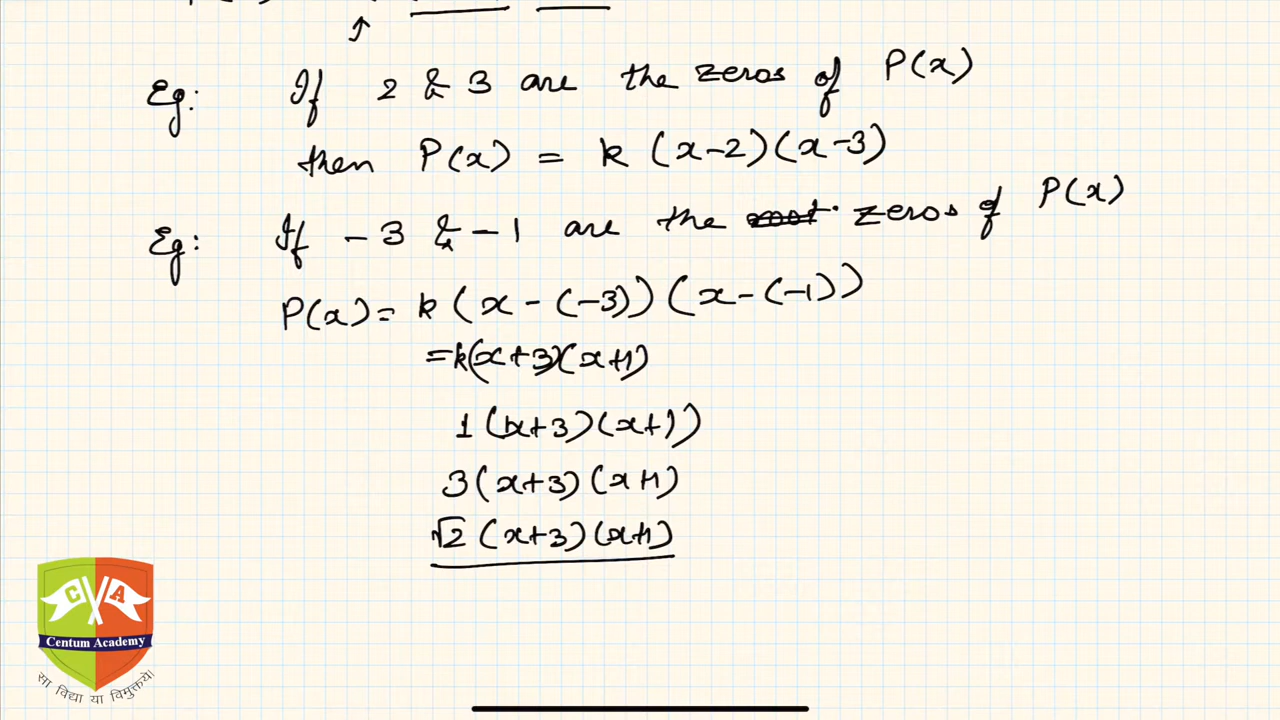 Eg: If 2 & 3 are the zeros of P(x)
then P(x) = k (x-2)(x-3)
Eg: If -3 & -1 are the zeros of P(x)
P(x) = k (x-(-3))(x-(-1))
=k(x+3)(x+1)
1 (x+3)(x+1)
3(x+3)(x+1)
√2 (x+3)(x+1)
C A
Centum Academy
सा विद्या या विमुक्तये।